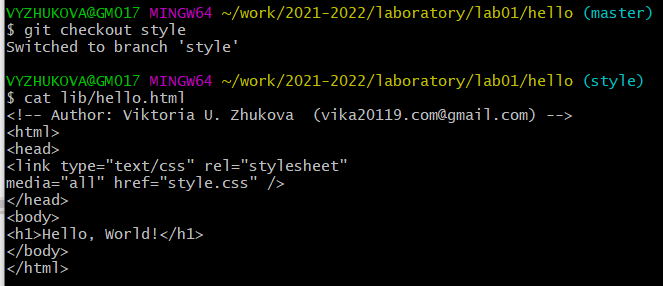 VYZHUKOVA@GM017 MINGW64 ~/work/2021-2022/laboratory/lab01/hello (master)
$ git checkout style
Switched to branch 'style'
VYZHUKOVA@GM017 MINGW64 ~/work/2021-2022/laboratory/lab01/hello (style)
$ cat lib/hello.html
<!-- Author: Viktoria U. Zhukova  (vika20119.com@gmail.com) -->
<html>
<head>
<link type="text/css" rel="stylesheet"
media="all" href="style.css" />
</head>
<body>
<h1>Hello, World!</h1>
</body>
</html>